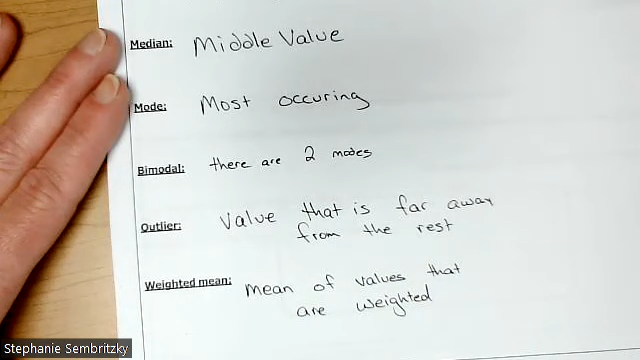 Median: Middle Value
Mode: Most occuring
Bimodal: there are 2 modes
Outlier: Value that is far away
from the rest
Weighted mean: mean of values that
are weighted
Stephanie Sembritzky